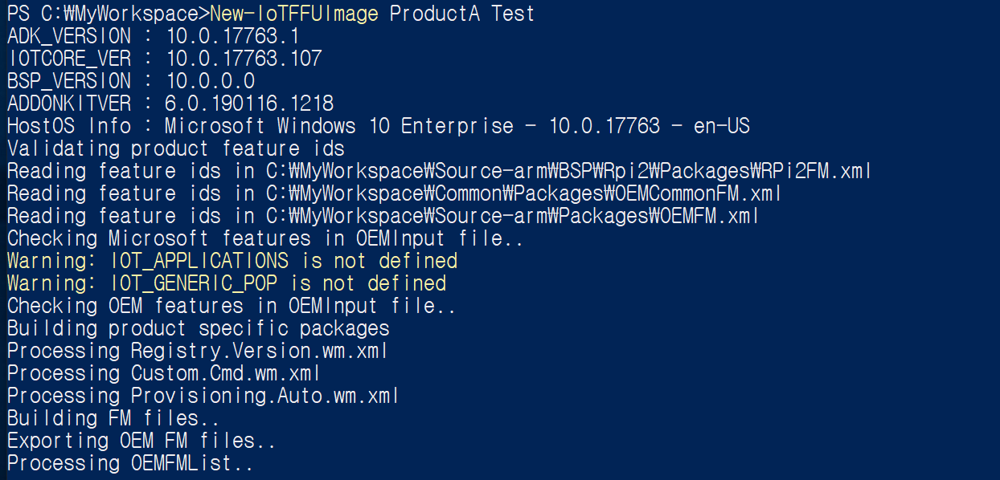 PS C:₩MyWorkspace>New-IoTFFUImage ProductA Test
ADK_VERSION : 10.0.17763.1
IOTCORE_VER : 10.0.17763.107
BSP_VERSION : 10.0.0.0
ADDONKITVER : 6.0.190116.1218
HostOS Info : Microsoft Windows 10 Enterprise - 10.0.17763 - en-US
Validating product feature ids
Reading feature ids in C:₩MyWorkspace₩Source-arm₩BSP₩Rpi2₩Packages₩RPi2FM.xml
Reading feature ids in C:₩MyWorkspace₩Common₩Packages₩OEMCommonFM.xml
Reading feature ids in C:₩MyWorkspace₩Source-arm₩Packages₩OEMFM.xml
Checking Microsoft features in OEMInput file..
Warning: IOT_APPLICATIONS is not defined
Warning: IOT_GENERIC_POP is not defined
Checking OEM features in OEMInput file..
Building product specific packages
Processing Registry.Version.wm.xml
Processing Custom.Cmd.wm.xml
Processing Provisioning.Auto.wm.xml
Building FM files..
Exporting OEM FM files..
Processing OEMFMList..